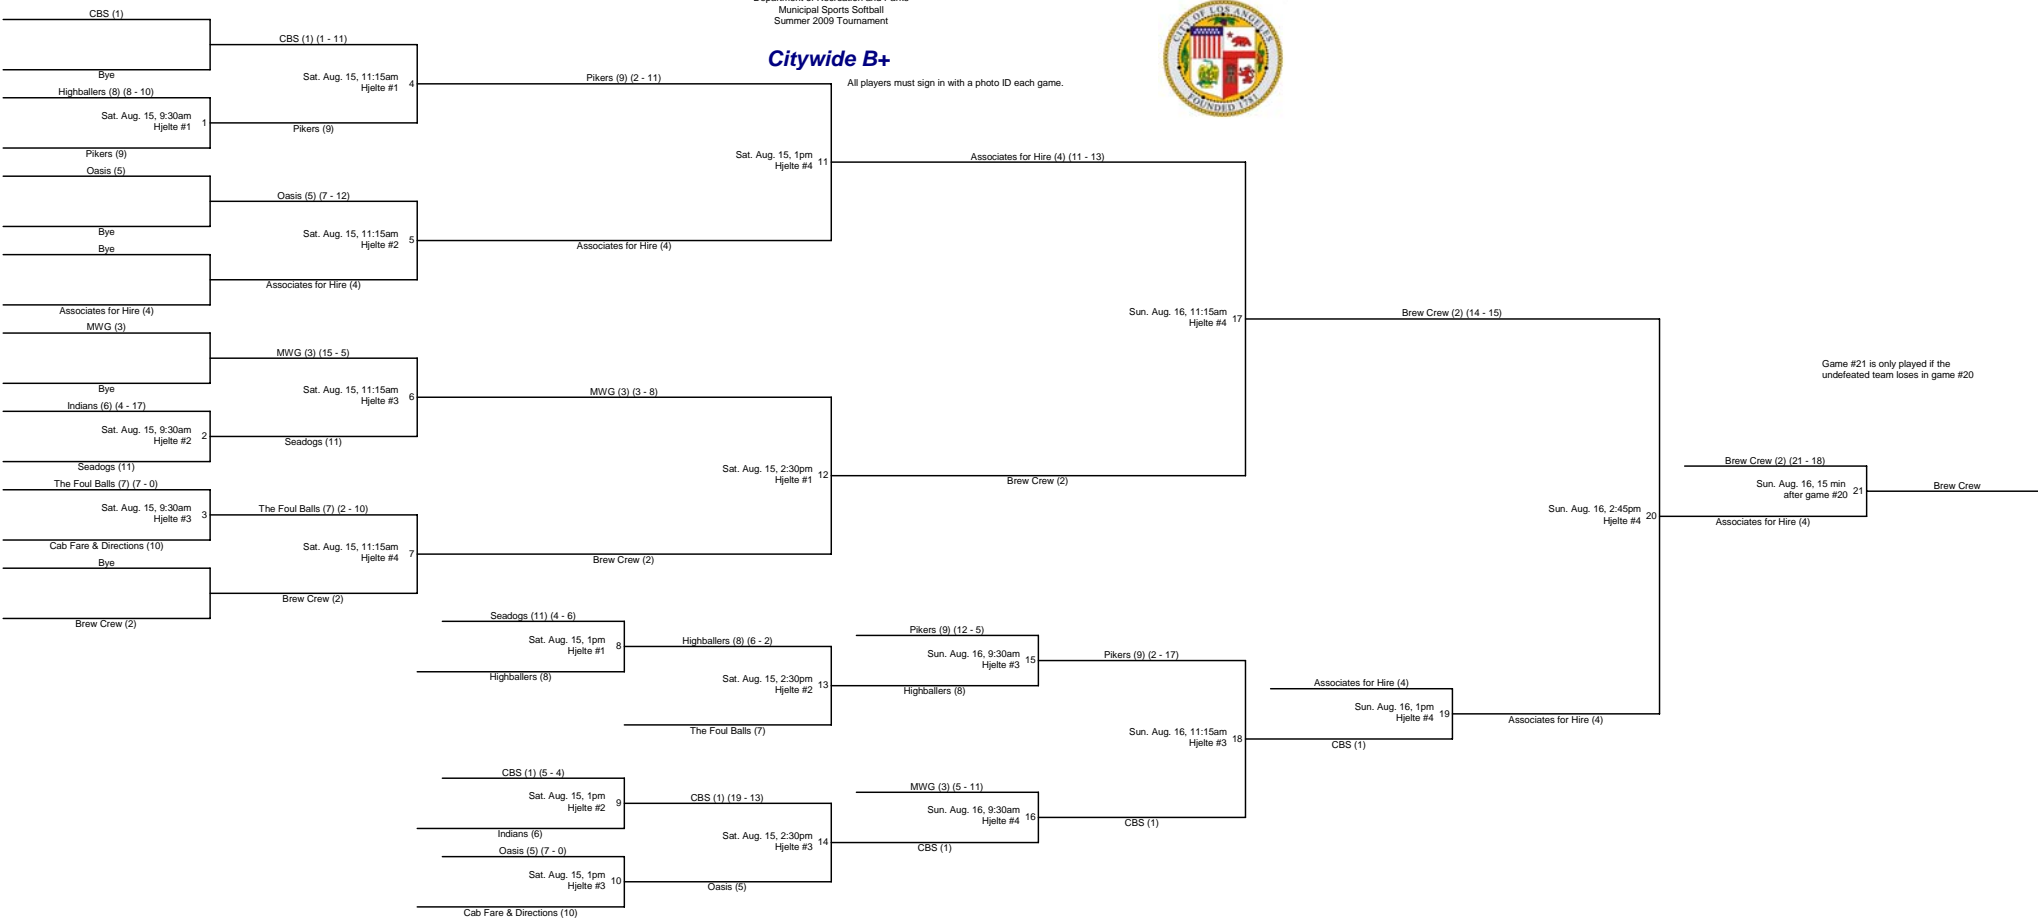 Municipal Sports Softball
Summer 2009 Tournament
Citywide B+
All players must sign in with a photo ID each game.
CITY OF LOS ANGELES
FOUNDED 1781
CBS (1)
Bye
Highballers (8) (8 - 10)
Sat. Aug. 15, 9:30am
Hjelte #1
1
Pikers (9)
Oasis (5)
Bye
Bye
Associates for Hire (4)
MWG (3)
Bye
Indians (6) (4 - 17)
Sat. Aug. 15, 9:30am
Hjelte #2
2
Seadogs (11)
The Foul Balls (7) (7 - 0)
Sat. Aug. 15, 9:30am
Hjelte #3
3
Cab Fare & Directions (10)
Bye
Brew Crew (2)
CBS (1) (1 - 11)
Sat. Aug. 15, 11:15am
Hjelte #1
4
Pikers (9)
Oasis (5) (7 - 12)
Sat. Aug. 15, 11:15am
Hjelte #2
5
Associates for Hire (4)
MWG (3) (15 - 5)
Sat. Aug. 15, 11:15am
Hjelte #3
6
Seadogs (11)
The Foul Balls (7) (2 - 10)
Sat. Aug. 15, 11:15am
Hjelte #4
7
Brew Crew (2)
Pikers (9) (2 - 11)
Sat. Aug. 15, 1pm
Hjelte #4
11
Associates for Hire (4)
MWG (3) (3 - 8)
Sat. Aug. 15, 2:30pm
Hjelte #1
12
Brew Crew (2)
Associates for Hire (4) (11 - 13)
Sun. Aug. 16, 11:15am
Hjelte #4
17
Brew Crew (2)
Brew Crew (2) (14 - 15)
Sun. Aug. 16, 2:45pm
Hjelte #4
20
Associates for Hire (4)
Game #21 is only played if the
undefeated team loses in game #20
Brew Crew (2) (21 - 18)
Sun. Aug. 16, 15 min
after game #20
21
Associates for Hire (4)
Brew Crew
Seadogs (11) (4 - 6)
Sat. Aug. 15, 1pm
Hjelte #1
8
Highballers (8)
Highballers (8) (6 - 2)
Sat. Aug. 15, 2:30pm
Hjelte #2
13
The Foul Balls (7)
Pikers (9) (12 - 5)
Sun. Aug. 16, 9:30am
Hjelte #3
15
Highballers (8)
Pikers (9) (2 - 17)
Sun. Aug. 16, 11:15am
Hjelte #3
18
CBS (1)
Associates for Hire (4)
Sun. Aug. 16, 1pm
Hjelte #4
19
CBS (1)
CBS (1) (5 - 4)
Sat. Aug. 15, 1pm
Hjelte #2
9
Indians (6)
Oasis (5) (7 - 0)
Sat. Aug. 15, 1pm
Hjelte #3
10
Cab Fare & Directions (10)
CBS (1) (19 - 13)
Sat. Aug. 15, 2:30pm
Hjelte #3
14
Oasis (5)
MWG (3) (5 - 11)
Sun. Aug. 16, 9:30am
Hjelte #4
16
CBS (1)